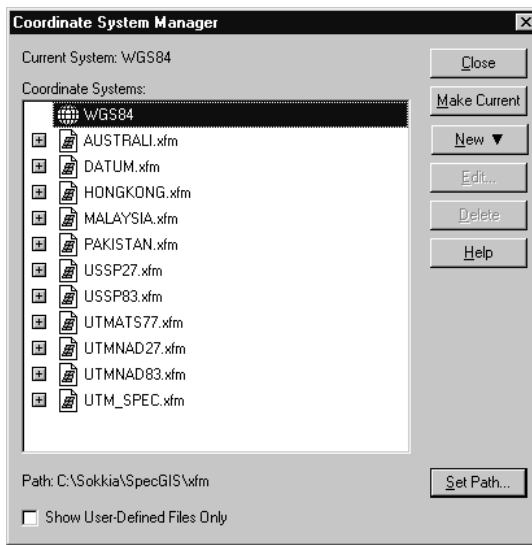 Coordinate System Manager
Current System: WGS84
Coordinate Systems:
WGS84
AUSTRALI.xfm
DATUM.xfm
HONGKONG.xfm
MALAYSIA.xfm
PAKISTAN.xfm
USSP27.xfm
USSP83.xfm
UTMATS77.xfm
UTMNAD27.xfm
UTMNAD83.xfm
UTM_SPEC.xfm
Close
Make Current
New ▼
Edit...
Delete
Help
Path: C:\Sokkia\SpecGIS\xfm
Set Path...
Show User-Defined Files Only